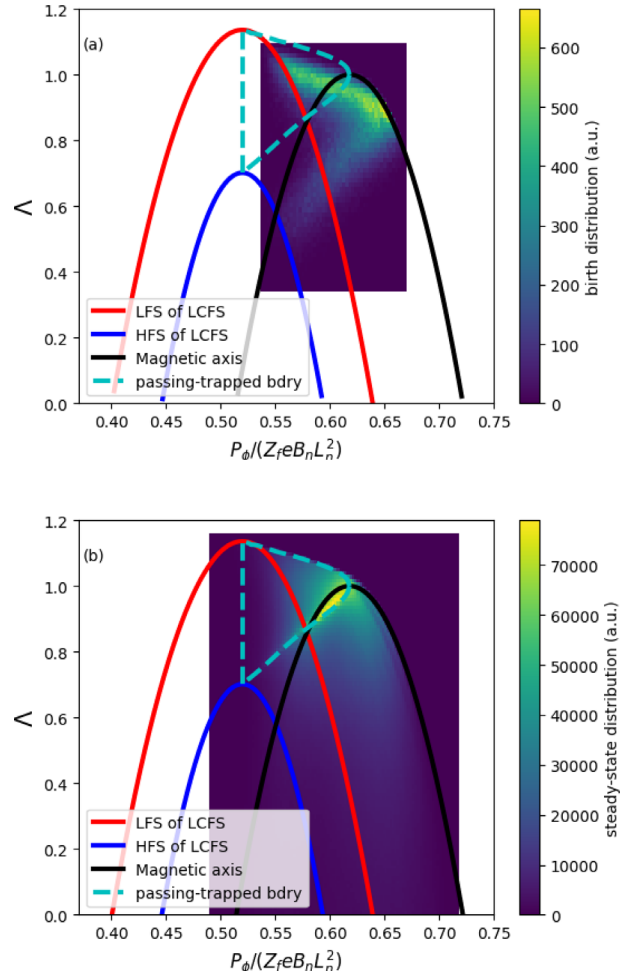 (a)
1.2
1.0
0.8
0.6
0.4
0.2
0.0
Λ
LFS of LCFS
HFS of LCFS
Magnetic axis
passing-trapped bdry
0.40 0.45 0.50 0.55 0.60 0.65 0.70 0.75
P_ϕ/(Z_f eB_n L_n^2)
600
500
400
300
200
100
0
birth distribution (a.u.)
(b)
1.2
1.0
0.8
0.6
0.4
0.2
0.0
Λ
LFS of LCFS
HFS of LCFS
Magnetic axis
passing-trapped bdry
0.40 0.45 0.50 0.55 0.60 0.65 0.70 0.75
P_ϕ/(Z_f eB_n L_n^2)
70000
60000
50000
40000
30000
20000
10000
0
steady-state distribution (a.u.)